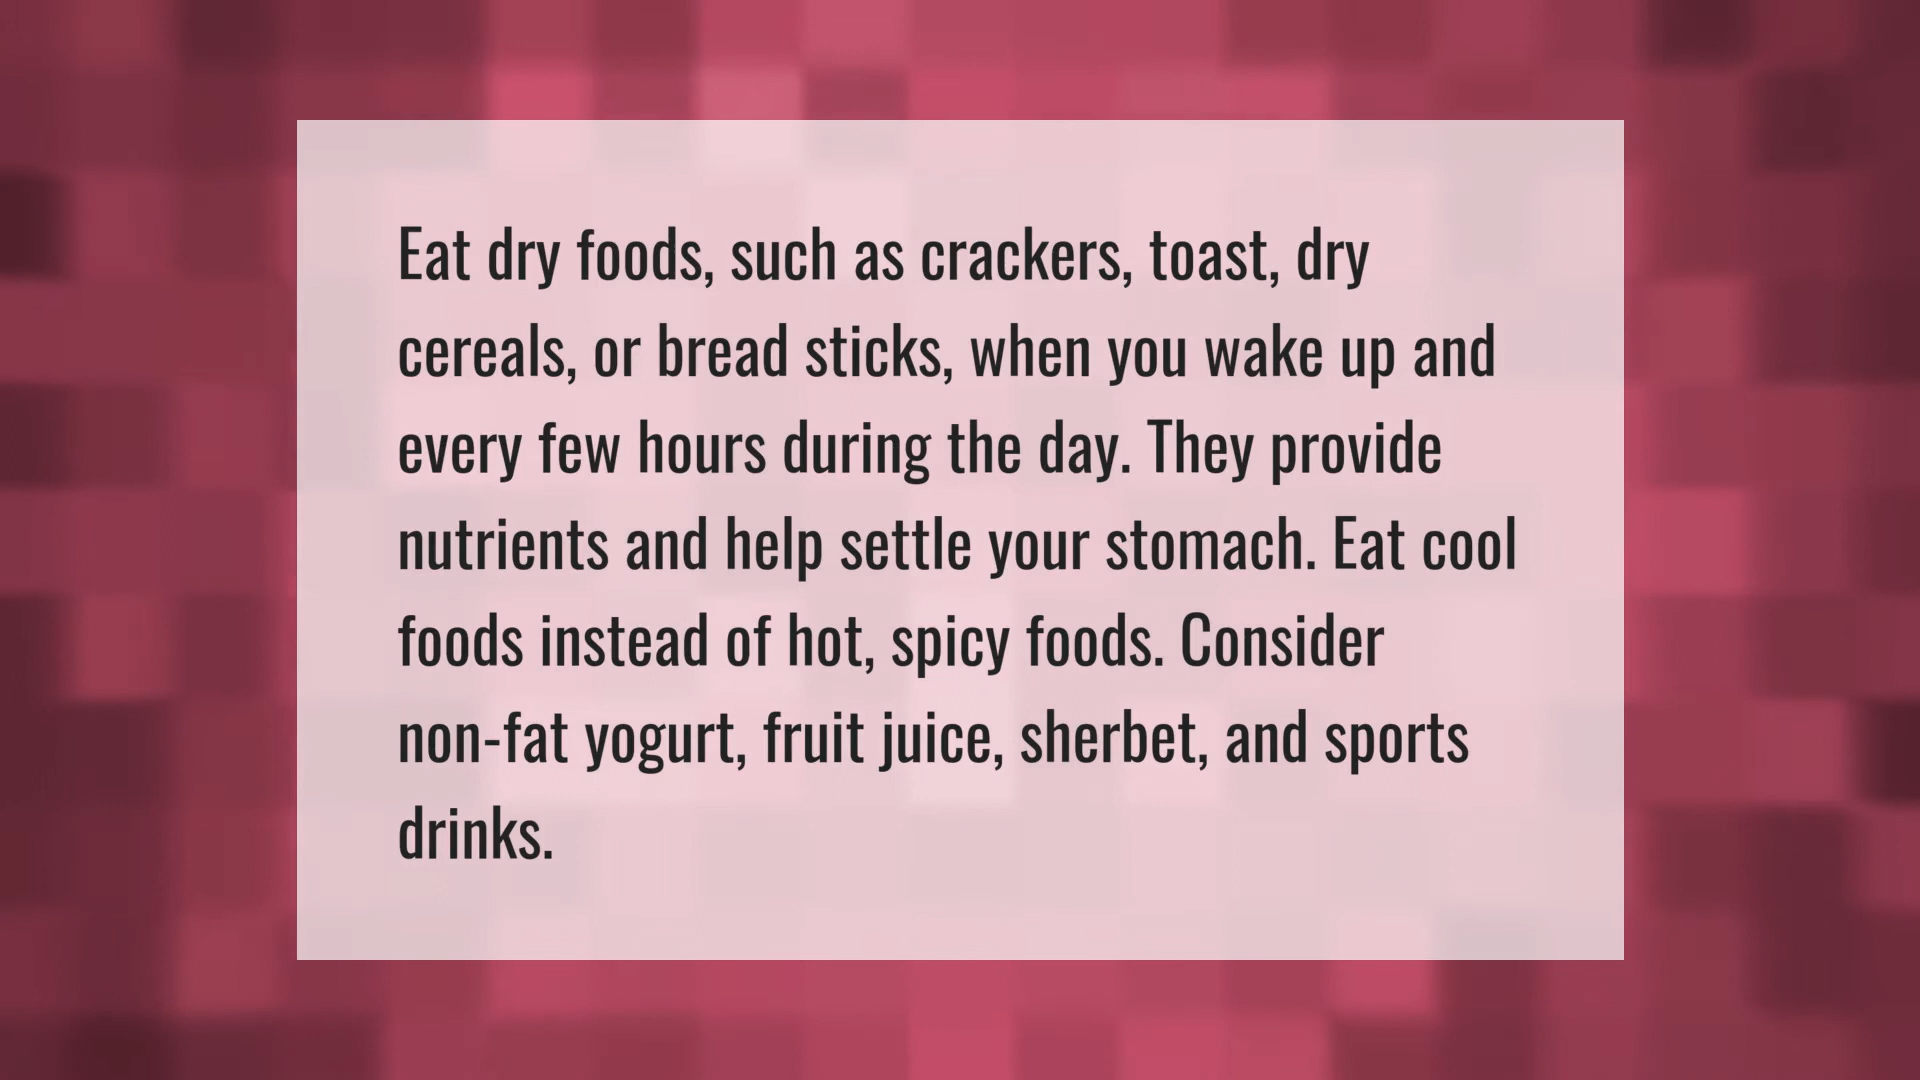 Eat dry foods, such as crackers, toast, dry
cereals, or bread sticks, when you wake up and
every few hours during the day. They provide
nutrients and help settle your stomach. Eat cool
foods instead of hot, spicy foods. Consider
non-fat yogurt, fruit juice, sherbet, and sports
drinks.